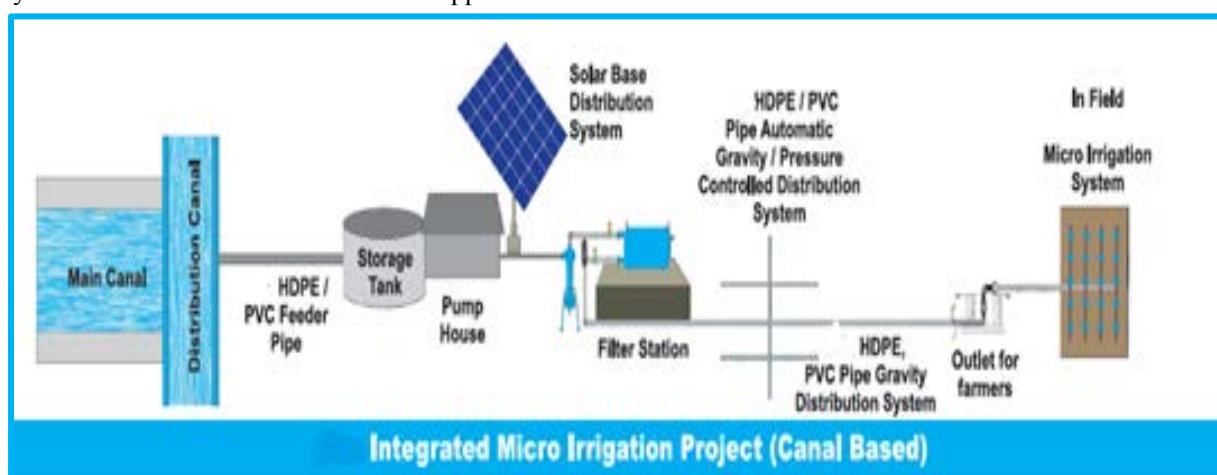 Main Canal
Distribution Canal
HDPE /
PVC Feeder
Pipe
Storage
Tank
Pump
House
Solar Base
Distribution
System
Filter Station
HDPE / PVC
Pipe Automatic
Gravity / Pressure
Controlled Distribution
System
HDPE,
PVC Pipe Gravity
Distribution System
Outlet for
farmers
In Field
Micro Irrigation
System
Integrated Micro Irrigation Project (Canal Based)